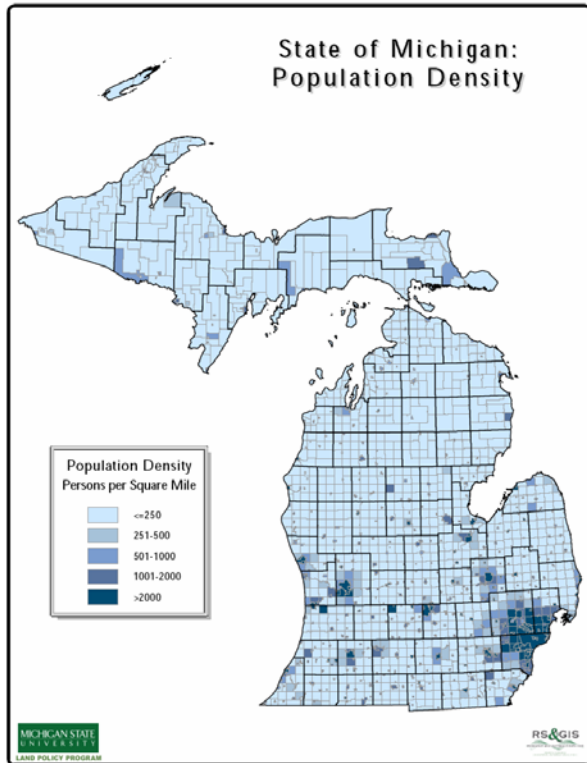 State of Michigan:
Population Density
Population Density
Persons per Square Mile
<=250
251-500
501-1000
1001-2000
>2000
MICHIGAN STATE
UNIVERSITY
LAND POLICY PROGRAM
RS&GIS